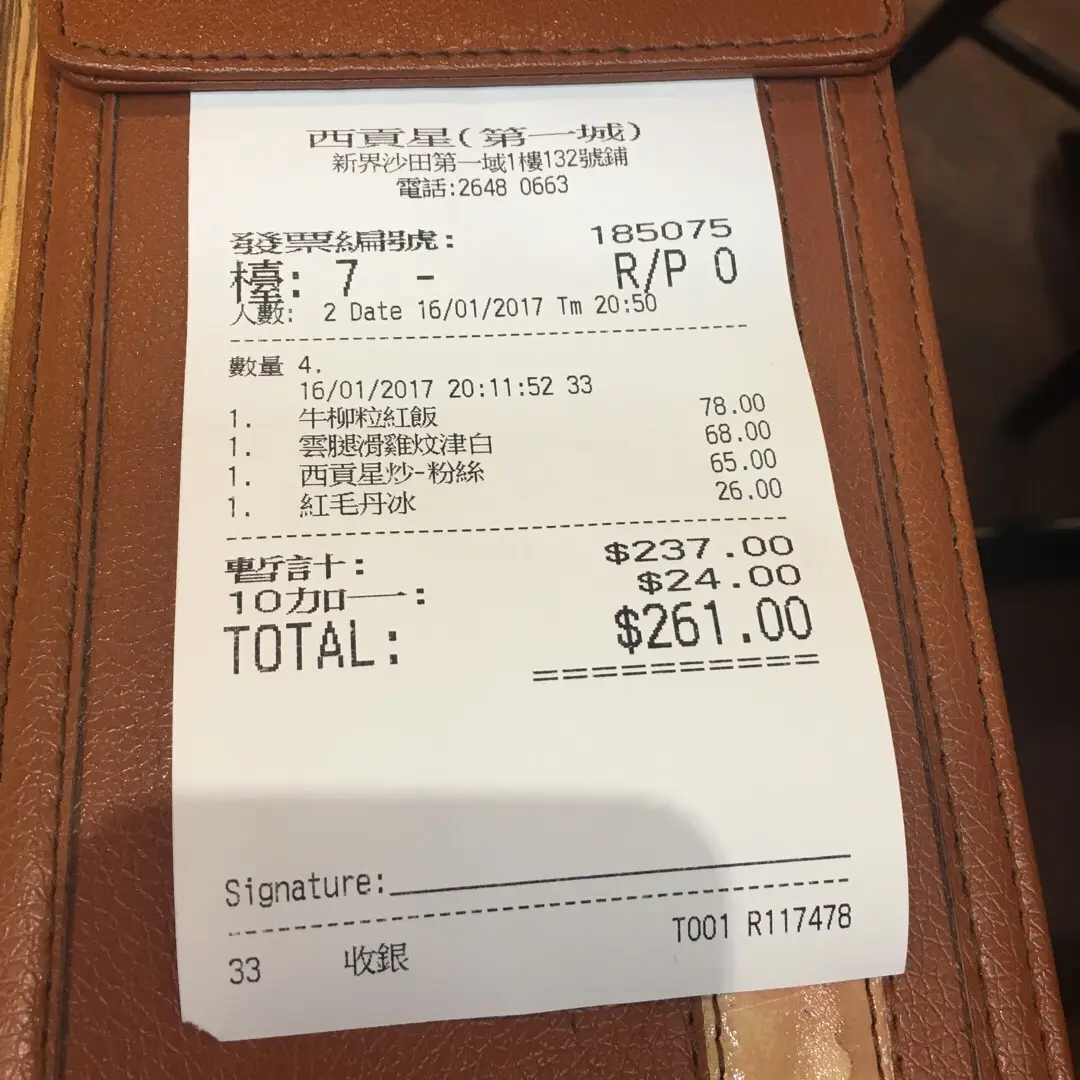 西貢星(第一城)
新界沙田第一城1樓132號鋪
電話:2648 0663
發票編號: 185075
檯: 7 - R/P 0
人數: 2 Date 16/01/2017 Tm 20:50
數量 4.
16/01/2017 20:11:52 33
1. 牛柳粒紅飯 78.00
1. 雲腿滑雞炆津白 68.00
1. 西貢星炒-粉絲 65.00
1. 紅毛丹冰 26.00
暫計: $237.00
10加一: $24.00
TOTAL: $261.00
==========
Signature:
33 收銀 T001 R117478